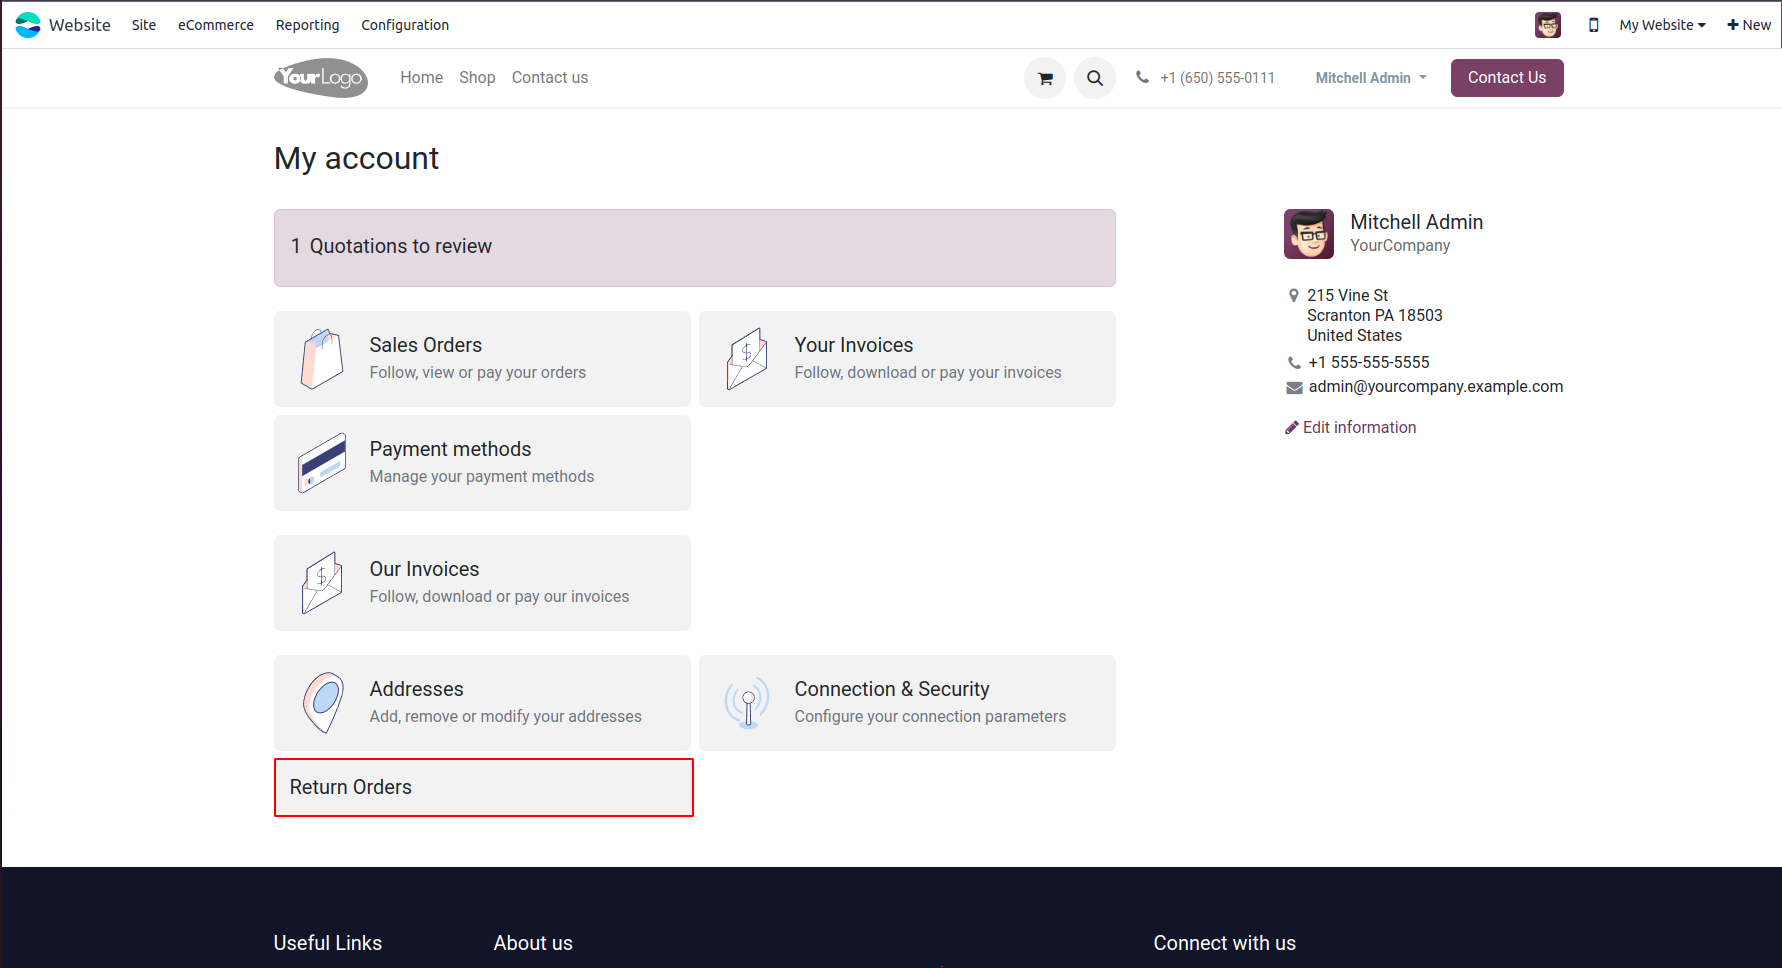 Website Site eCommerce Reporting Configuration My Website New
YourLogo Home Shop Contact us +1 (650) 555-0111 Mitchell Admin Contact Us
My account
1 Quotations to review
Mitchell Admin
YourCompany
215 Vine St
Scranton PA 18503
United States
+1 555-555-5555
admin@yourcompany.example.com
Edit information
Sales Orders
Follow, view or pay your orders
Your Invoices
Follow, download or pay your invoices
Payment methods
Manage your payment methods
Our Invoices
Follow, download or pay our invoices
Addresses
Add, remove or modify your addresses
Connection & Security
Configure your connection parameters
Return Orders
Useful Links About us Connect with us